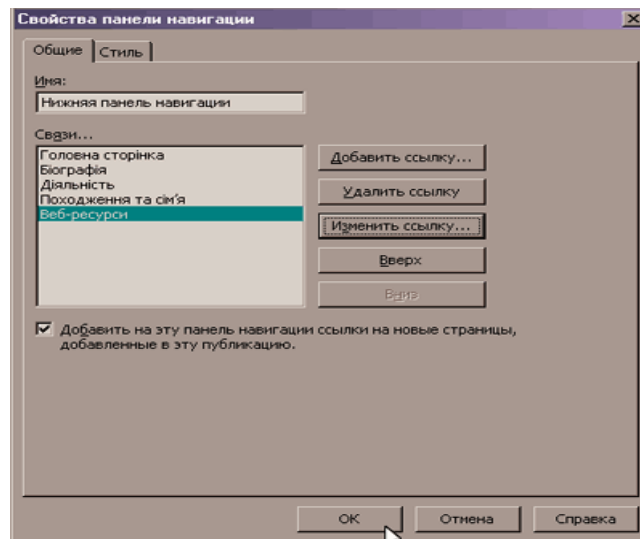 Свойства панели навигации
Общие
Стиль
Имя:
Нижняя панель навигации
Связи...
Головна сторінка
Біографія
Діяльність
Походження та сім'я
Веб-ресурси
Добавить ссылку...
Удалить ссылку
Изменить ссылку...
Вверх
Вниз
Добавить на эту панель навигации ссылки на новые страницы,
добавленные в эту публикацию.
ОК
Отмена
Справка